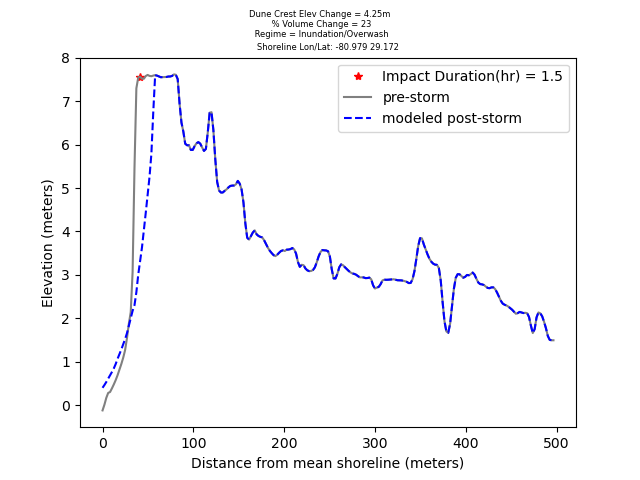 Dune Crest Elev Change = 4.25m
% Volume Change = 23
Regime = Inundation/Overwash
Shoreline Lon/Lat: -80.979 29.172
Impact Duration(hr) = 1.5
pre-storm
modeled post-storm
Elevation (meters)
8
7
6
5
4
3
2
1
0
0 100 200 300 400 500
Distance from mean shoreline (meters)